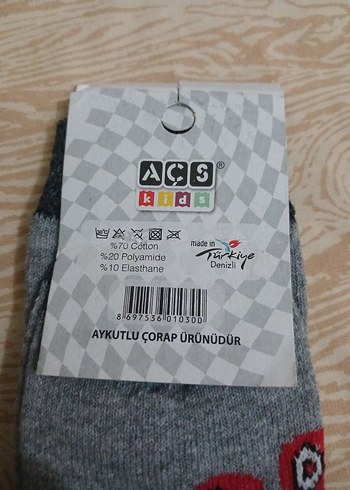 AÇS®
kids
%70 Cotton
%20 Polyamide
%10 Elasthane
made in
Türkiye
Denizli
8 697536 010300
AYKUTLU ÇORAP ÜRÜNÜDÜR